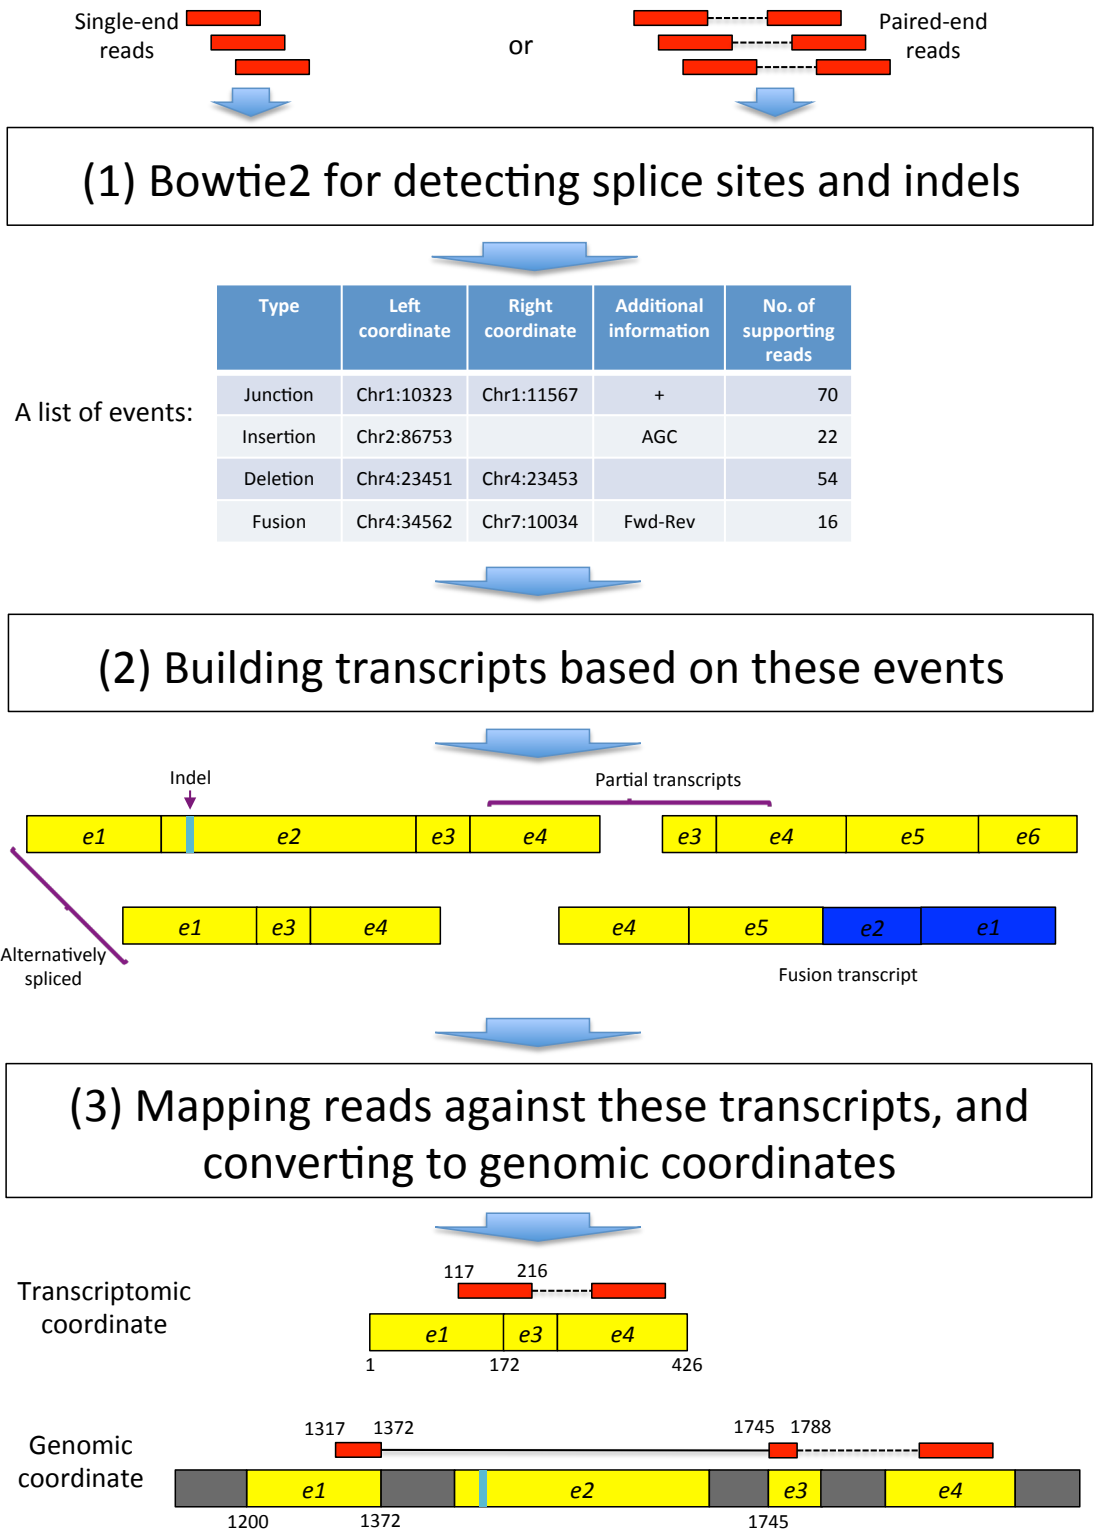 Single-end
reads
or
Paired-end
reads
(1) Bowtie2 for detecting splice sites and indels
A list of events:
Type Left coordinate Right coordinate Additional information No. of supporting reads
Junction Chr1:10323 Chr1:11567 + 70
Insertion Chr2:86753 AGC 22
Deletion Chr4:23451 Chr4:23453 54
Fusion Chr4:34562 Chr7:10034 Fwd-Rev 16
(2) Building transcripts based on these events
Indel
Partial transcripts
e1 e2 e3 e4 e3 e4 e5 e6
e1 e3 e4 e4 e5 e2 e1
Alternatively
spliced
Fusion transcript
(3) Mapping reads against these transcripts, and
converting to genomic coordinates
Transcriptomic
coordinate
117 216
e1 e3 e4
1 172 426
Genomic
coordinate
1317 1372 1745 1788
e1 e2 e3 e4
1200 1372 1745